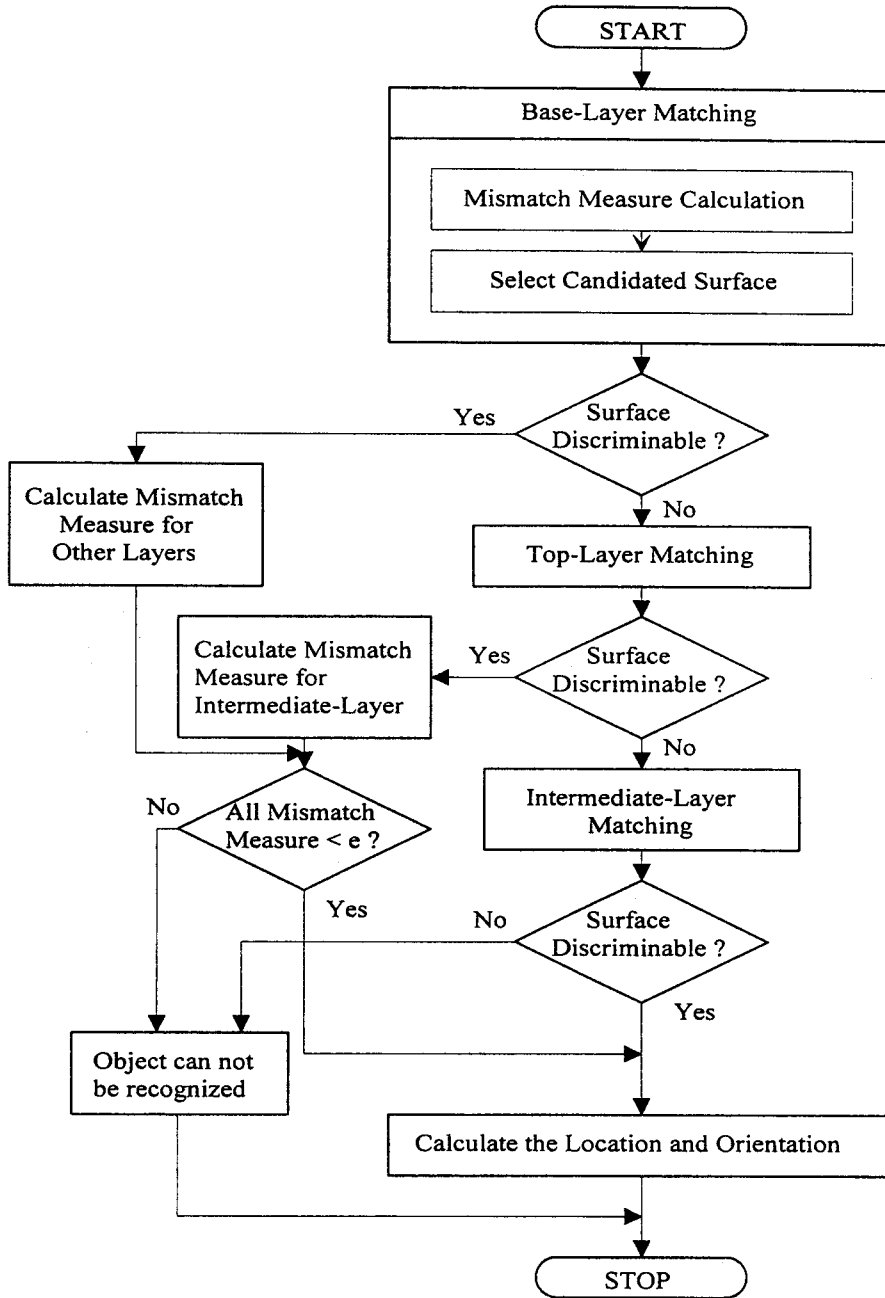 START
Base-Layer Matching
Mismatch Measure Calculation
Select Candidated Surface
Surface
Discriminable ?
Yes
No
Calculate Mismatch
Measure for
Other Layers
Top-Layer Matching
Surface
Discriminable ?
Yes
No
Calculate Mismatch
Measure for
Intermediate-Layer
Intermediate-Layer
Matching
All Mismatch
Measure < e ?
No
Yes
Surface
Discriminable ?
No
Yes
Object can not
be recognized
Calculate the Location and Orientation
STOP